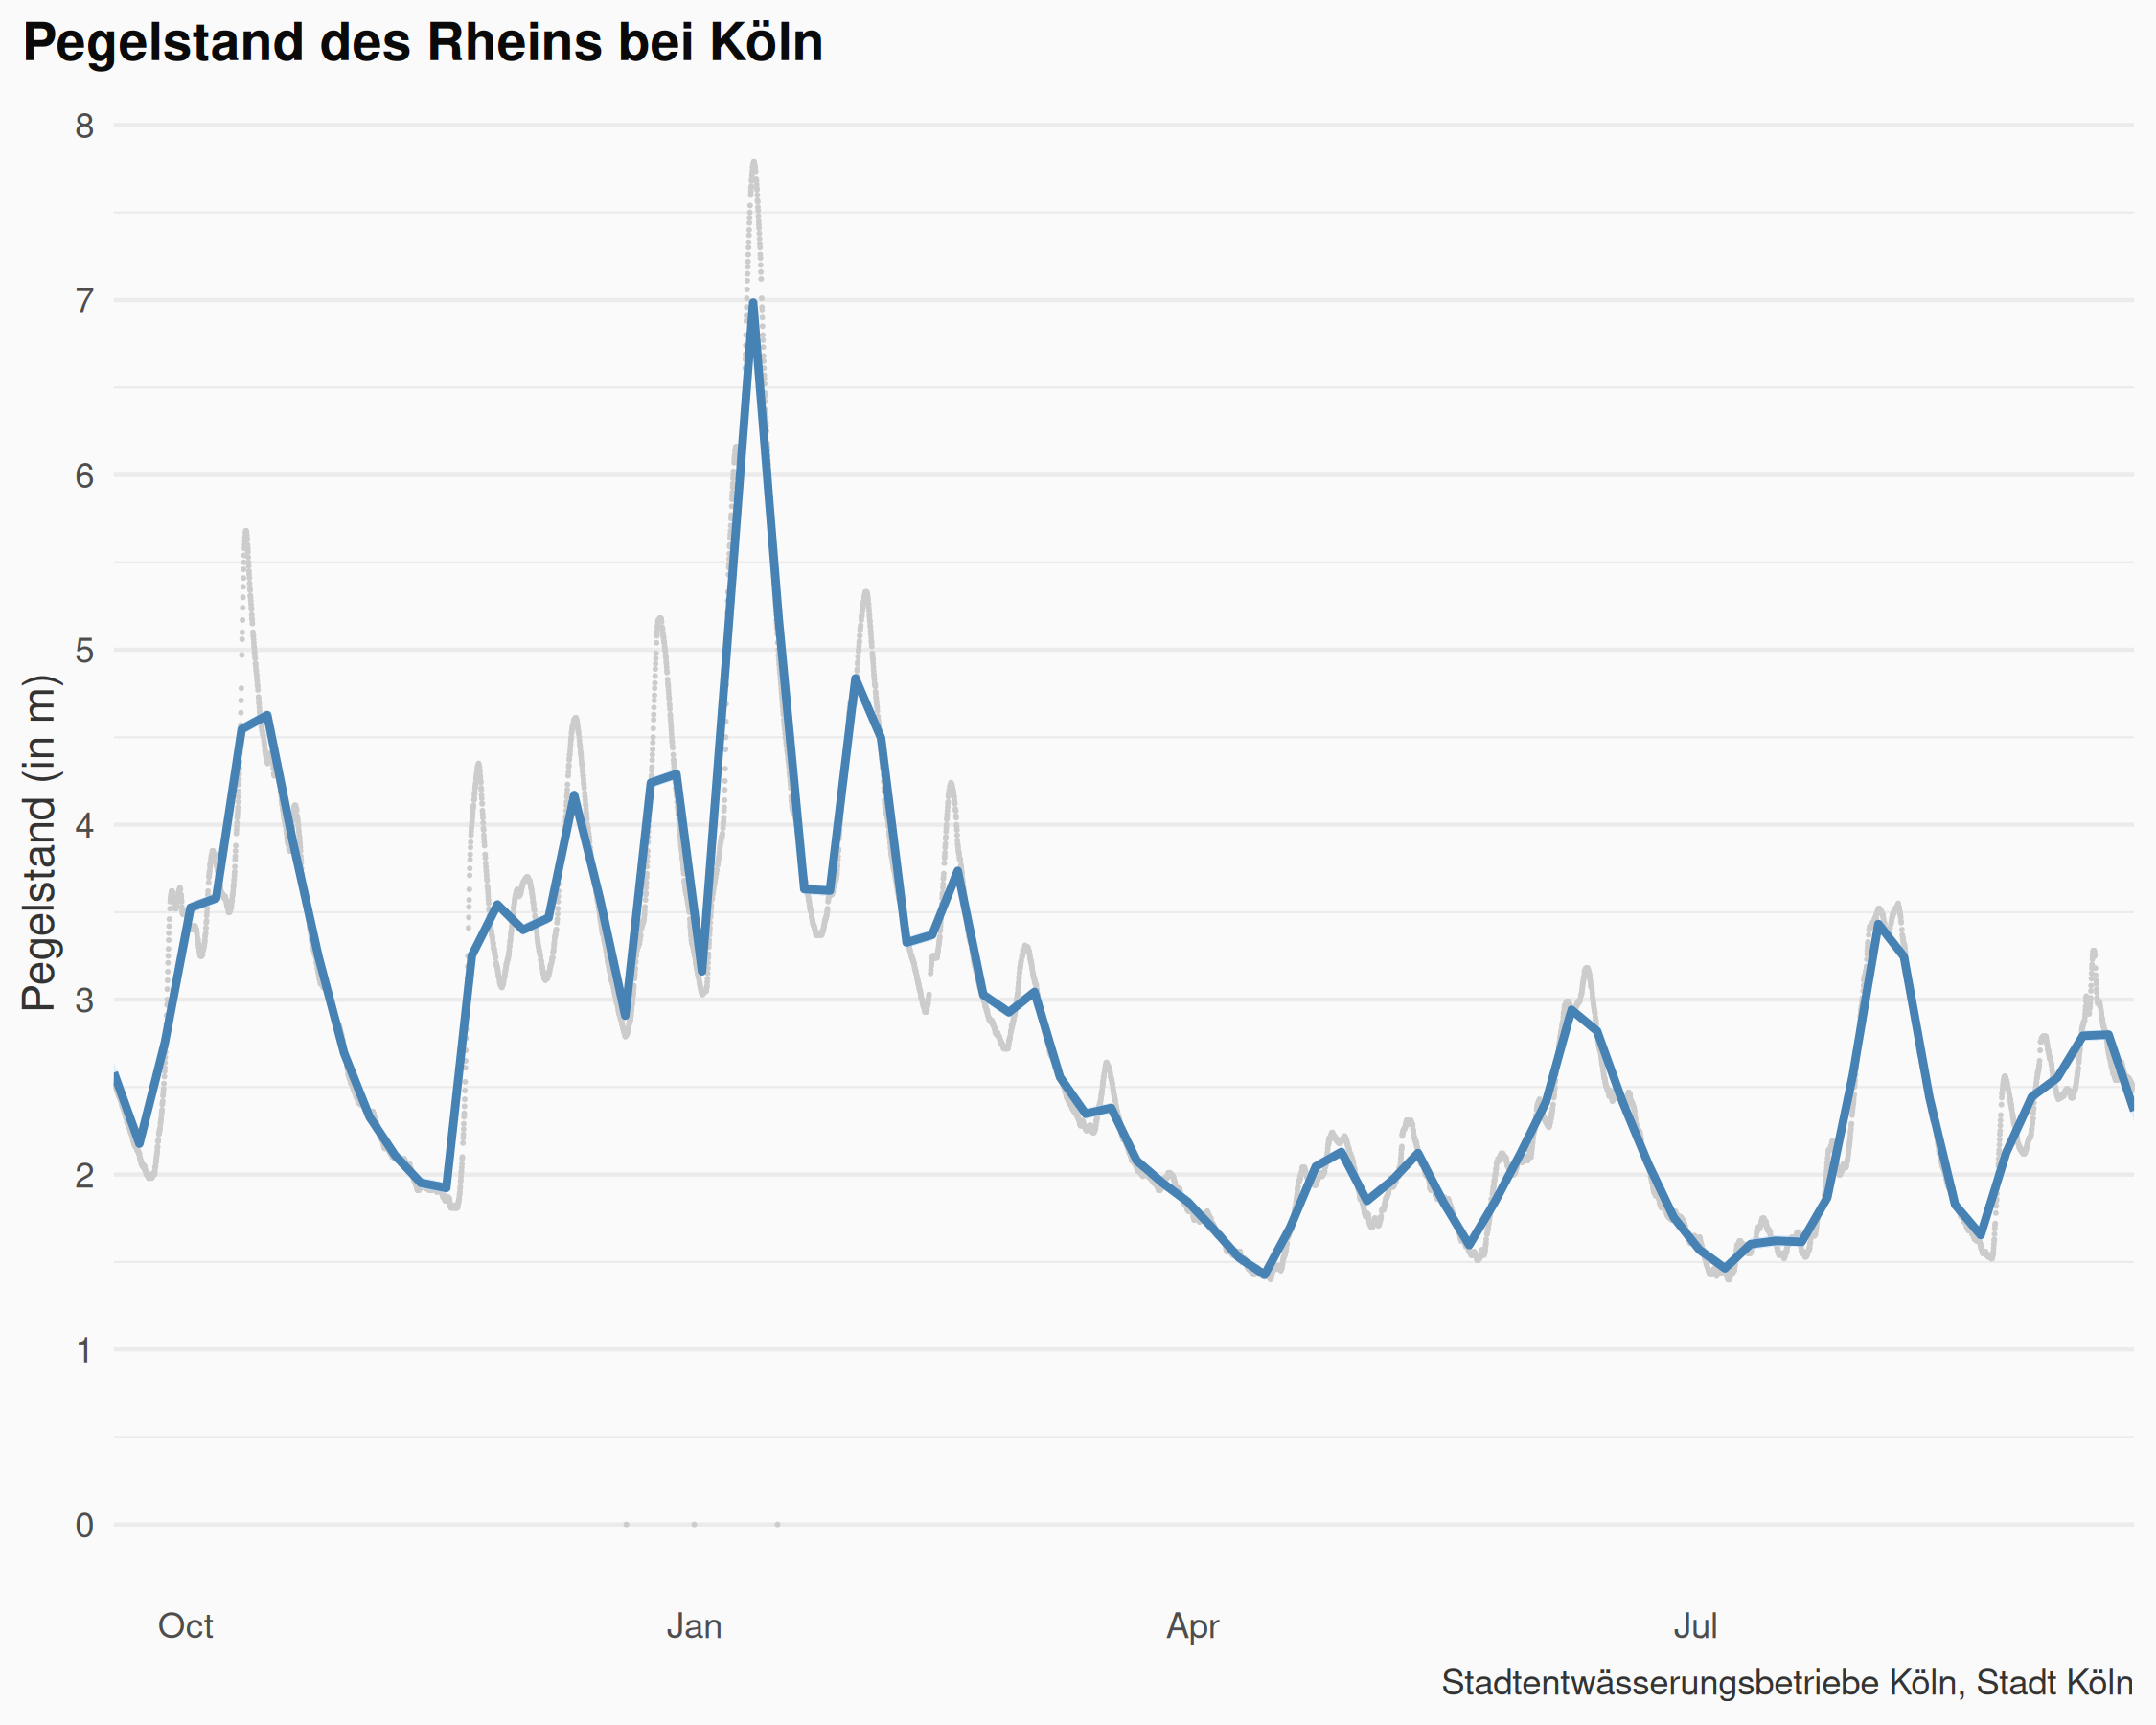 Pegelstand des Rheins bei Köln
Pegelstand (in m)
8
7
6
5
4
3
2
1
0
Oct Jan Apr Jul
Stadtentwässerungsbetriebe Köln, Stadt Köln